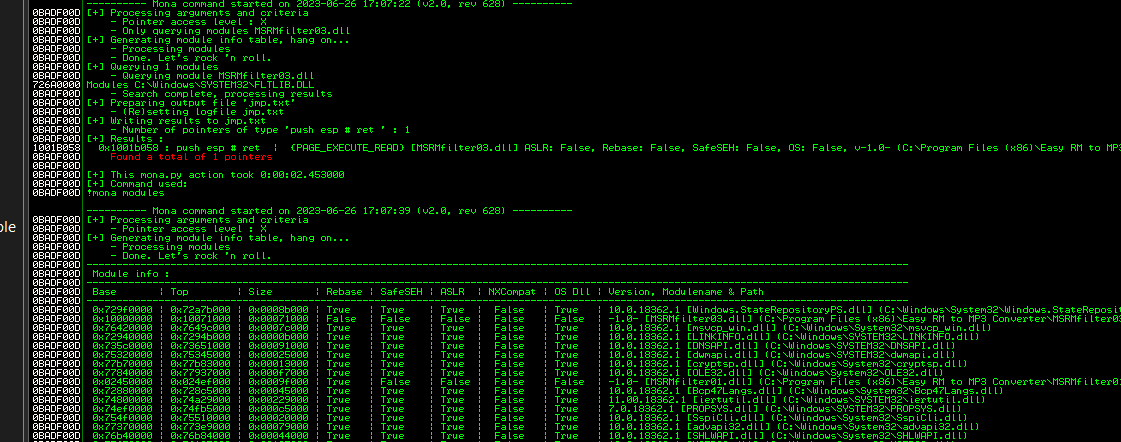 ---------- Mona command started on 2023-06-26 17:07:22 (v2.0, rev 628) ----------
0BADF00D [+] Processing arguments and criteria
0BADF00D - Pointer access level : X
0BADF00D - Only querying modules MSRMfilter03.dll
0BADF00D [+] Generating module info table, hang on...
0BADF00D - Processing modules
0BADF00D - Done. Let's rock 'n roll.
0BADF00D [+] Querying 1 modules
0BADF00D - Querying module MSRMfilter03.dll
726A0000 Modules C:\Windows\SYSTEM32\FLTLIB.DLL
0BADF00D - Search complete, processing results
0BADF00D [+] Preparing output file 'jmp.txt'
0BADF00D - (Re)setting logfile jmp.txt
0BADF00D [+] Writing results to jmp.txt
0BADF00D - Number of pointers of type 'push esp # ret ' : 1
0BADF00D [+] Results :
1001B058 0x1001b058 : push esp # ret | {PAGE_EXECUTE_READ} [MSRMfilter03.dll] ASLR: False, Rebase: False, SafeSEH: False, OS: False, v-1.0- (C:\Program Files (x86)\Easy RM to MP3
0BADF00D Found a total of 1 pointers
0BADF00D
0BADF00D [+] This mona.py action took 0:00:02.453000
0BADF00D [+] Command used:
0BADF00D !mona modules
ble
---------- Mona command started on 2023-06-26 17:07:39 (v2.0, rev 628) ----------
0BADF00D [+] Processing arguments and criteria
0BADF00D - Pointer access level : X
0BADF00D [+] Generating module info table, hang on...
0BADF00D - Processing modules
0BADF00D - Done. Let's rock 'n roll.
0BADF00D
0BADF00D Module info :
0BADF00D
0BADF00D Base | Top | Size | Rebase | SafeSEH | ASLR | NXCompat | OS Dll | Version, Modulename & Path
0BADF00D
0BADF00D 0x729f0000 | 0x72a7b000 | 0x0008b000 | True | True | True | False | True | 10.0.18362.1 [Windows.StateRepositoryPS.dll] (C:\Windows\System32\Windows.StateReposi
0BADF00D 0x10000000 | 0x10071000 | 0x00071000 | False | False | False | False | False | -1.0- [MSRMfilter03.dll] (C:\Program Files (x86)\Easy RM to MP3 Converter\MSRMfilter03
0BADF00D 0x76420000 | 0x7649c000 | 0x0007c000 | True | True | True | False | True | 10.0.18362.1 [msvcp_win.dll] (C:\Windows\System32\msvcp_win.dll)
0BADF00D 0x72940000 | 0x7294b000 | 0x0000b000 | True | True | True | False | True | 10.0.18362.1 [LINKINFO.dll] (C:\Windows\SYSTEM32\LINKINFO.dll)
0BADF00D 0x735c0000 | 0x73651000 | 0x00091000 | True | True | True | False | True | 10.0.18362.1 [DNSAPI.dll] (C:\Windows\SYSTEM32\DNSAPI.dll)
0BADF00D 0x75320000 | 0x75345000 | 0x00025000 | True | True | True | False | True | 10.0.18362.1 [dwmapi.dll] (C:\Windows\SYSTEM32\dwmapi.dll)
0BADF00D 0x77b70000 | 0x77b83000 | 0x00013000 | True | True | True | False | True | 10.0.18362.1 [cryptsp.dll] (C:\Windows\System32\cryptsp.dll)
0BADF00D 0x77840000 | 0x77937000 | 0x000f7000 | True | True | True | False | True | 10.0.18362.1 [OLE32.dll] (C:\Windows\System32\OLE32.dll)
0BADF00D 0x02450000 | 0x024ef000 | 0x0009f000 | True | False | False | False | False | -1.0- [MSRMfilter01.dll] (C:\Program Files (x86)\Easy RM to MP3 Converter\MSRMfilter01
0BADF00D 0x72880000 | 0x728c5000 | 0x00045000 | True | True | True | False | True | 10.0.18362.1 [Bcp47Langs.dll] (C:\Windows\System32\Bcp47Langs.dll)
0BADF00D 0x74800000 | 0x74a29000 | 0x00229000 | True | True | True | False | True | 11.00.18362.1 [iertutil.dll] (C:\Windows\SYSTEM32\iertutil.dll)
0BADF00D 0x74ef0000 | 0x74fb5000 | 0x000c5000 | True | True | True | False | True | 7.0.18362.1 [PROPSYS.dll] (C:\Windows\SYSTEM32\PROPSYS.dll)
0BADF00D 0x754f0000 | 0x75510000 | 0x00020000 | True | True | True | False | True | 10.0.18362.1 [SspiCli.dll] (C:\Windows\System32\SspiCli.dll)
0BADF00D 0x77370000 | 0x773e9000 | 0x00079000 | True | True | True | False | True | 10.0.18362.1 [advapi32.dll] (C:\Windows\System32\advapi32.dll)
0BADF00D 0x76b40000 | 0x76b84000 | 0x00044000 | True | True | True | False | True | 10.0.18362.1 [SHLWAPI.dll] (C:\Windows\System32\SHLWAPI.dll)